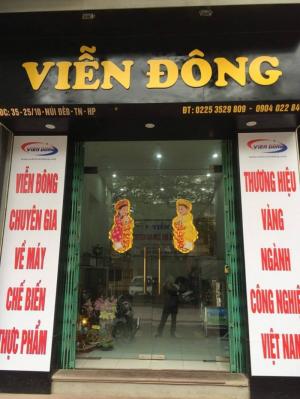 VIỄN ĐÔNG
ĐC: 35-25/10-NÚI ĐÈO-TN-HP
ĐT: 0225 3529 809 - 0904 022 84
VIỄN ĐÔNG
VIỄN ĐÔNG
CHUYÊN GIA
VỀ MÁY
CHẾ BIẾN
THỰC PHẨM
VIỄN ĐÔNG
THƯƠNG HIỆU
VÀNG
NGÀNH
CÔNG NGHIỆ
VIỆT NAM